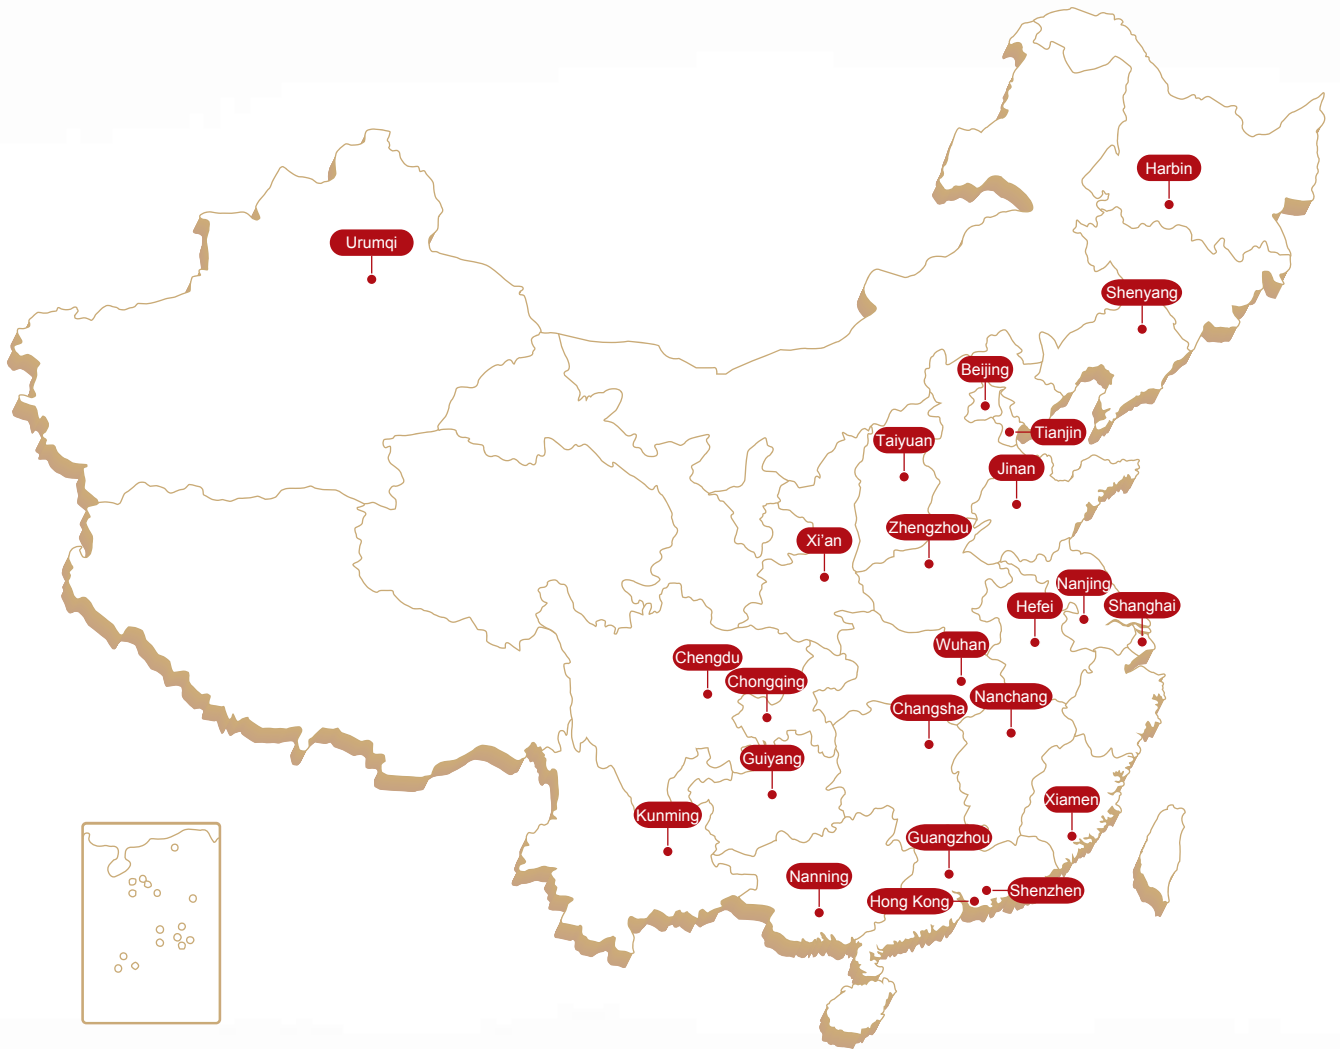 Harbin
Urumqi
Shenyang
Beijing
Tianjin
Taiyuan
Jinan
Zhengzhou
Xi'an
Nanjing
Hefei
Shanghai
Wuhan
Chengdu
Chongqing
Nanchang
Changsha
Guiyang
Xiamen
Kunming
Guangzhou
Nanning
Shenzhen
Hong Kong